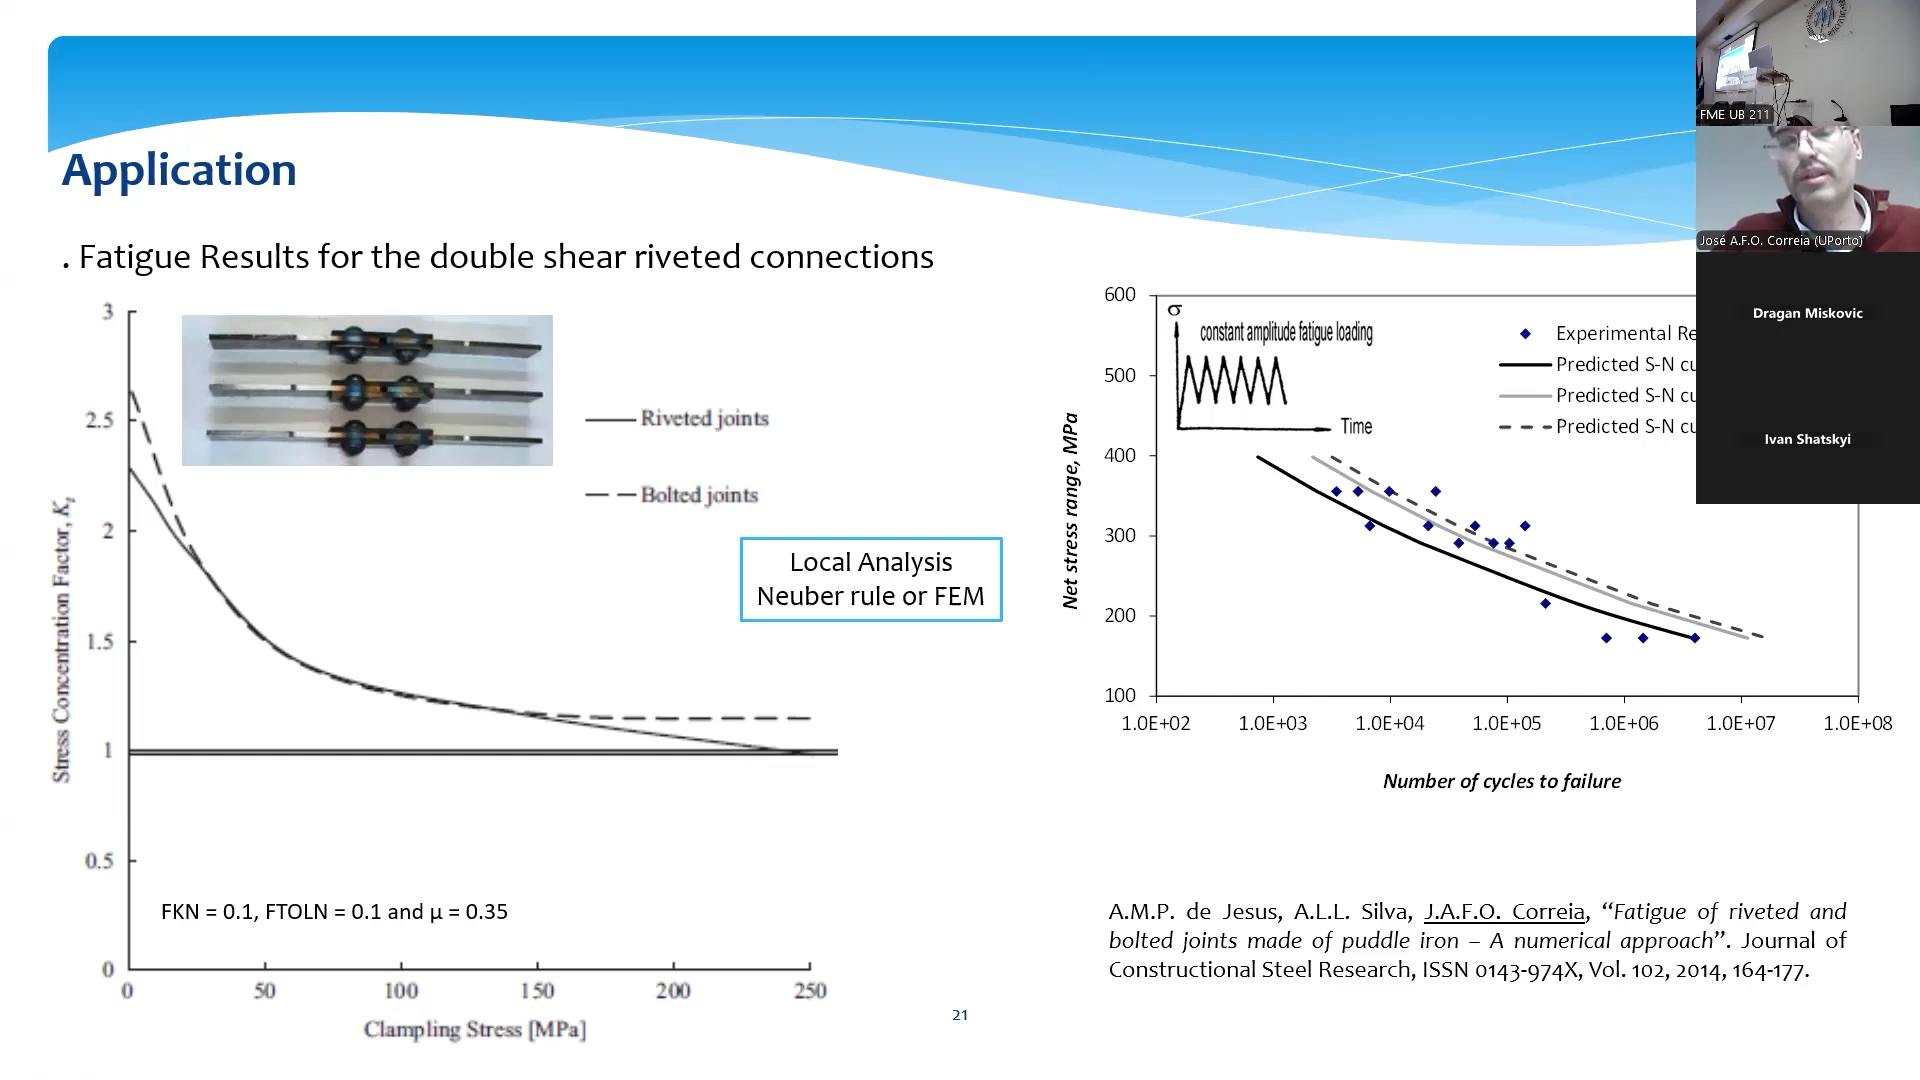 Application
. Fatigue Results for the double shear riveted connections
3
2.5
2
1.5
1
0.5
0
0 50 100 150 200 250
Stress Concentration Factor, Kt
Clampling Stress [MPa]
Riveted joints
Bolted joints
FKN = 0.1, FTOLN = 0.1 and μ = 0.35
Local Analysis
Neuber rule or FEM
600
500
400
300
200
100
1.0E+02 1.0E+03 1.0E+04 1.0E+05 1.0E+06 1.0E+07 1.0E+08
Net stress range, MPa
Number of cycles to failure
σ
constant amplitude fatigue loading
Time
Experimental Re
Predicted S-N cu
Predicted S-N cu
Predicted S-N cu
A.M.P. de Jesus, A.L.L. Silva, J.A.F.O. Correia, “Fatigue of riveted and
bolted joints made of puddle iron – A numerical approach”. Journal of
Constructional Steel Research, ISSN 0143-974X, Vol. 102, 2014, 164-177.
21
FME UB 211
José A.F.O. Correia (UPorto)
Dragan Miskovic
Ivan Shatskyi